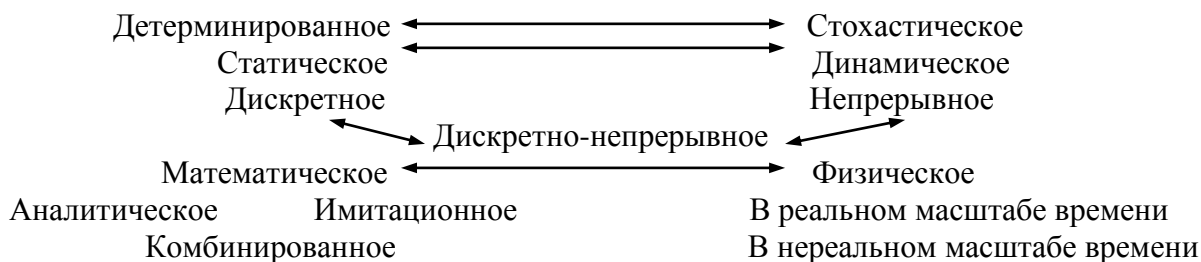 Детерминированное Стохастическое
Статическое Динамическое
Дискретное Непрерывное
Дискретно-непрерывное
Математическое Физическое
Аналитическое Имитационное В реальном масштабе времени
Комбинированное В нереальном масштабе времени